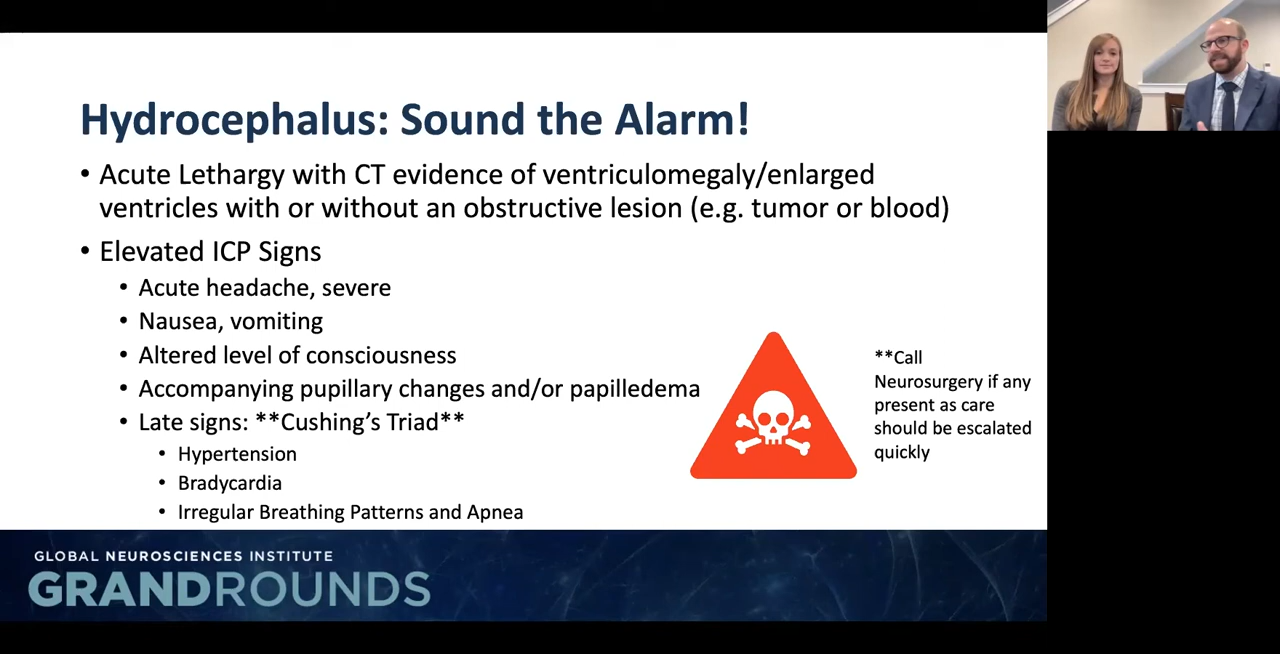 Hydrocephalus: Sound the Alarm!
• Acute Lethargy with CT evidence of ventriculomegaly/enlarged
ventricles with or without an obstructive lesion (e.g. tumor or blood)
• Elevated ICP Signs
• Acute headache, severe
• Nausea, vomiting
• Altered level of consciousness
• Accompanying pupillary changes and/or papilledema
• Late signs: **Cushing’s Triad**
• Hypertension
• Bradycardia
• Irregular Breathing Patterns and Apnea
**Call
Neurosurgery if any
present as care
should be escalated
quickly
GLOBAL NEUROSCIENCES INSTITUTE
GRANDROUNDS